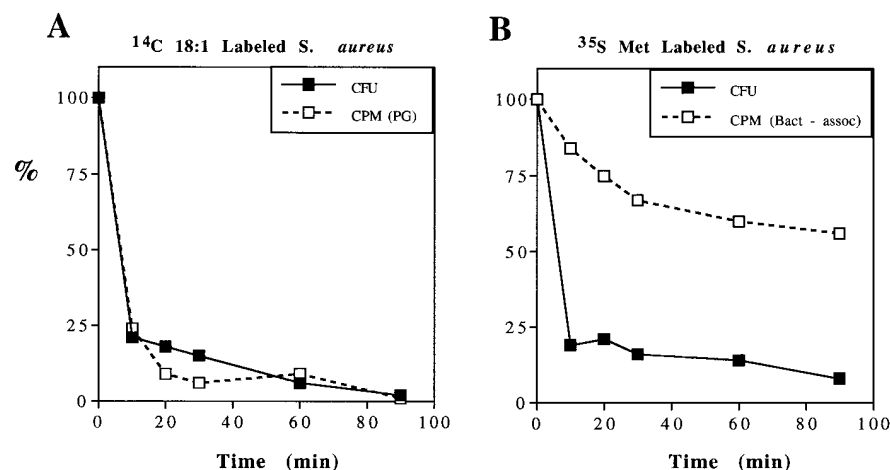 A
14C 18:1 Labeled S. aureus
CFU
CPM (PG)
%
100
75
50
25
0
0 20 40 60 80 100
Time (min)
B
35S Met Labeled S. aureus
CFU
CPM (Bact - assoc)
100
75
50
25
0
0 20 40 60 80 100
Time (min)